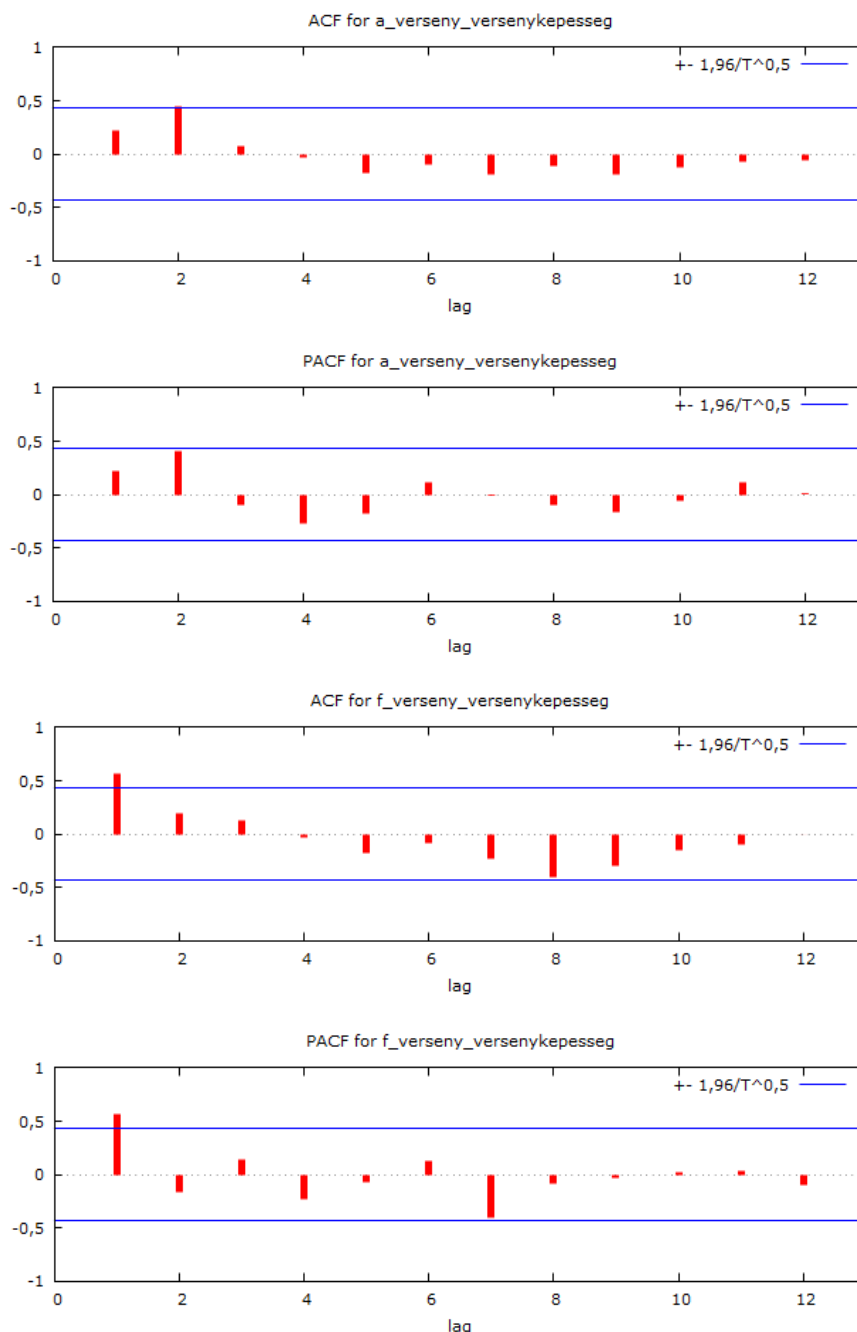 ACF for a_verseny_versenykepesseg
1
+- 1,96/T^0,5
0,5
0
-0,5
-1
0 2 4 6 8 10 12
lag
PACF for a_verseny_versenykepesseg
1
+- 1,96/T^0,5
0,5
0
-0,5
-1
0 2 4 6 8 10 12
lag
ACF for f_verseny_versenykepesseg
1
+- 1,96/T^0,5
0,5
0
-0,5
-1
0 2 4 6 8 10 12
lag
PACF for f_verseny_versenykepesseg
1
+- 1,96/T^0,5
0,5
0
-0,5
-1
0 2 4 6 8 10 12
lag